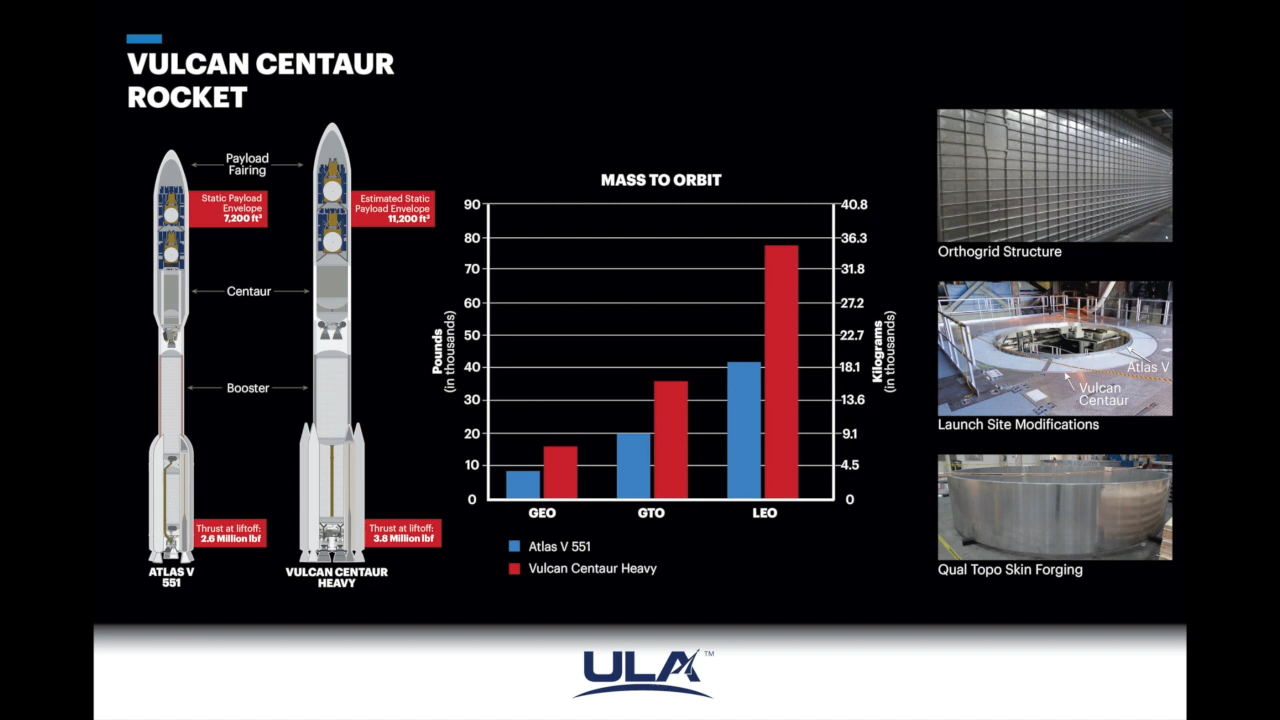 VULCAN CENTAUR
ROCKET
Payload
Fairing
Static Payload
Envelope
7,200 ft³
Estimated Static
Payload Envelope
11,200 ft³
Centaur
Booster
Thrust at liftoff:
2.6 Million lbf
Thrust at liftoff:
3.8 Million lbf
ATLAS V
551
VULCAN CENTAUR
HEAVY
MASS TO ORBIT
90
80
70
60
50
40
30
20
10
0
Pounds
(in thousands)
40.8
36.3
31.8
27.2
22.7
18.1
13.6
9.1
4.5
0
Kilograms
(in thousands)
GEO
GTO
LEO
Atlas V 551
Vulcan Centaur Heavy
Orthogrid Structure
Atlas V
Vulcan
Centaur
Launch Site Modifications
Qual Topo Skin Forging
ULA™